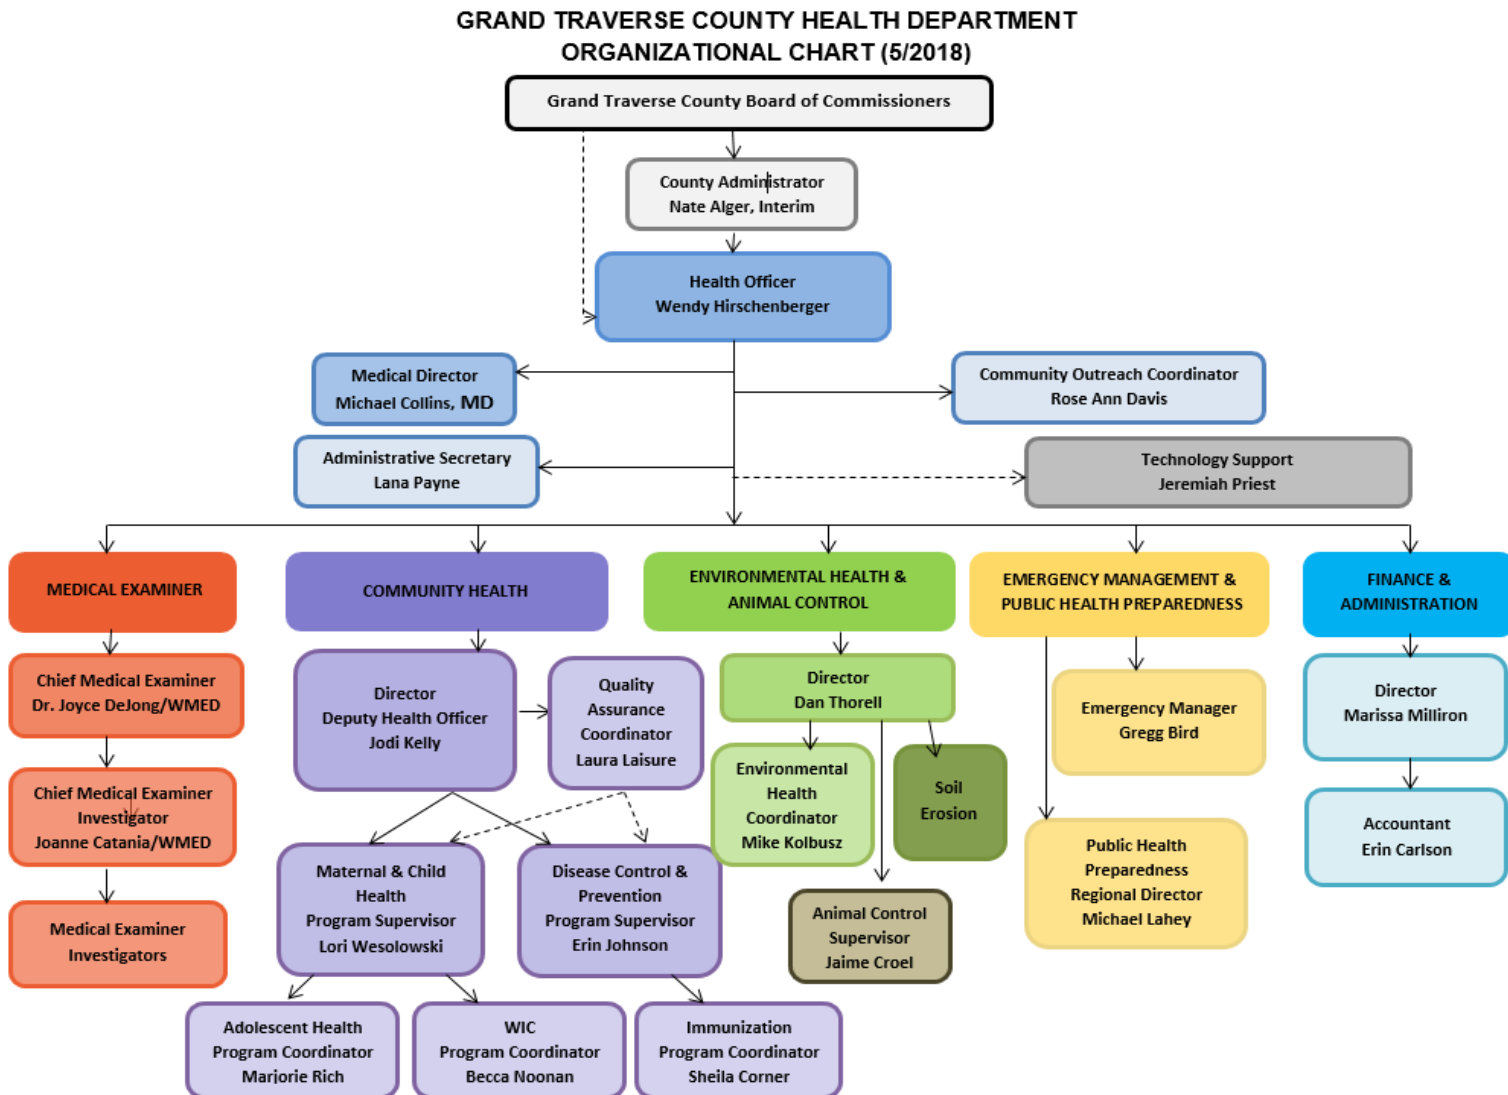 GRAND TRAVERSE COUNTY HEALTH DEPARTMENT
ORGANIZATIONAL CHART (5/2018)
Grand Traverse County Board of Commissioners
County Administrator
Nate Alger, Interim
Health Officer
Wendy Hirschenberger
Medical Director
Michael Collins, MD
Community Outreach Coordinator
Rose Ann Davis
Administrative Secretary
Lana Payne
Technology Support
Jeremiah Priest
MEDICAL EXAMINER
COMMUNITY HEALTH
ENVIRONMENTAL HEALTH &
ANIMAL CONTROL
EMERGENCY MANAGEMENT &
PUBLIC HEALTH PREPAREDNESS
FINANCE &
ADMINISTRATION
Chief Medical Examiner
Dr. Joyce DeJong/WMED
Chief Medical Examiner
Investigator
Joanne Catania/WMED
Medical Examiner
Investigators
Director
Deputy Health Officer
Jodi Kelly
Quality
Assurance
Coordinator
Laura Laisure
Maternal & Child
Health
Program Supervisor
Lori Wesolowski
Disease Control &
Prevention
Program Supervisor
Erin Johnson
Adolescent Health
Program Coordinator
Marjorie Rich
WIC
Program Coordinator
Becca Noonan
Immunization
Program Coordinator
Sheila Corner
Director
Dan Thorell
Environmental
Health
Coordinator
Mike Kolbusz
Soil
Erosion
Animal Control
Supervisor
Jaime Croel
Emergency Manager
Gregg Bird
Public Health
Preparedness
Regional Director
Michael Lahey
Director
Marissa Milliron
Accountant
Erin Carlson